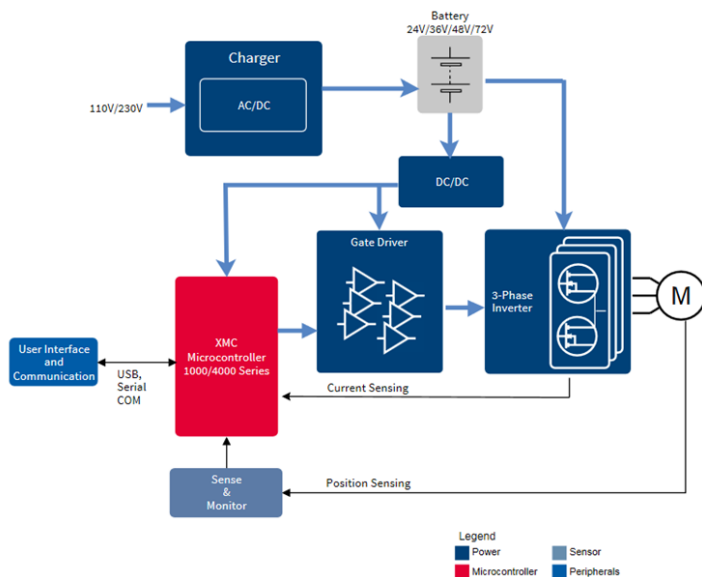 Battery
24V/36V/48V/72V
Charger
AC/DC
110V/230V
DC/DC
Gate Driver
3-Phase
Inverter
M
XMC
Microcontroller
1000/4000 Series
User Interface
and
Communication
USB,
Serial
COM
Current Sensing
Sense
&
Monitor
Position Sensing
Legend
Power
Sensor
Microcontroller
Peripherals